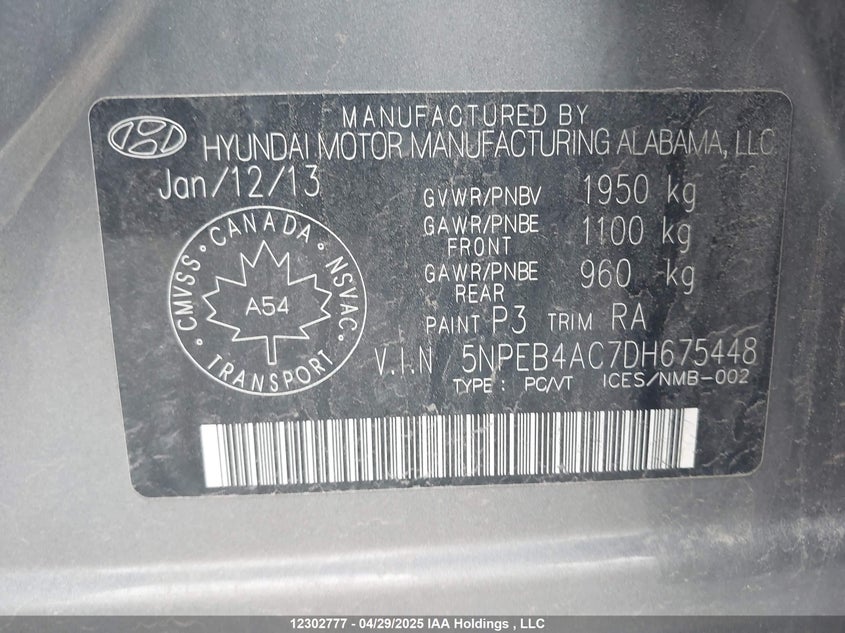 MANUFACTURED BY
HYUNDAI MOTOR MANUFACTURING ALABAMA, LLC
Jan/12/13
GVWR/PNBV 1950 kg
GAWR/PNBE FRONT 1100 kg
GAWR/PNBE REAR 960 kg
PAINT P3 TRIM RA
CMVSS · CANADA · NSVAC · TRANSPORT ·
A54
V.I.N 5NPEB4AC7DH675448
TYPE : PC/VT ICES/NMB-002
12302777 - 04/29/2025 IAA Holdings , LLC